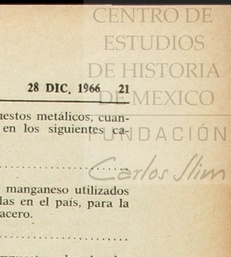 CENTRO DE
ESTUDIOS
DE HISTORIA
DE MEXICO
FUNDACIÓN
Carlos Slim
28 DIC. 1966 21
uestos metálicos, cuan-
en los siguientes ca-
manganeso utilizados
las en el país, para la
acero.